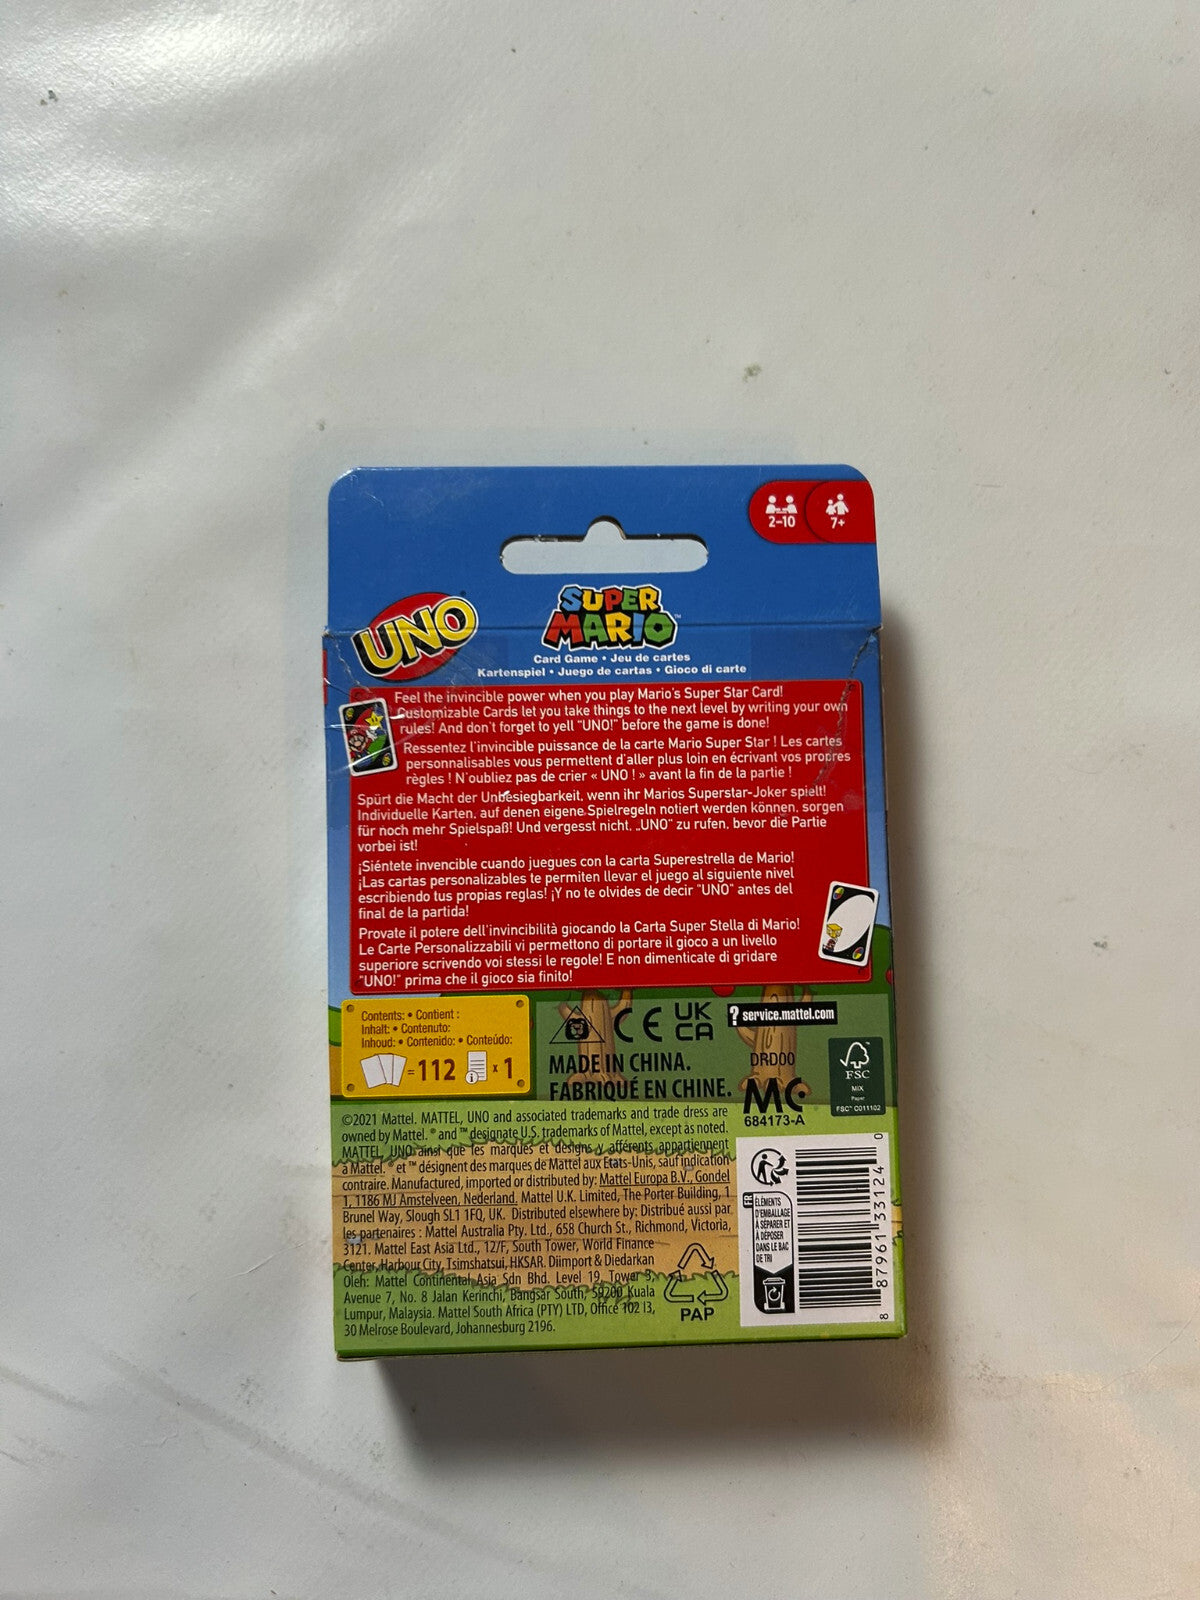 2-10
7+
UNO
SUPER
MARIO™
Card Game • Jeu de cartes
Kartenspiel • Juego de cartas • Gioco di carte
Feel the invincible power when you play Mario's Super Star Card!
Customizable Cards let you take things to the next level by writing your own
rules! And don't forget to yell "UNO!" before the game is done!
Ressentez l'invincible puissance de la carte Mario Super Star ! Les cartes
personnalisables vous permettent d'aller plus loin en écrivant vos propres
règles ! N'oubliez pas de crier « UNO ! » avant la fin de la partie !
Spürt die Macht der Unbesiegbarkeit, wenn ihr Marios Superstar-Joker spielt!
Individuelle Karten, auf denen eigene Spielregeln notiert werden können, sorgen
für noch mehr Spielspaß! Und vergesst nicht, „UNO" zu rufen, bevor die Partie
vorbei ist!
¡Siéntete invencible cuando juegues con la carta Superestrella de Mario!
¡Las cartas personalizables te permiten llevar el juego al siguiente nivel
escribiendo tus propias reglas! ¡Y no te olvides de decir "UNO" antes del
final de la partida!
Provate il potere dell'invincibilità giocando la Carta Super Stella di Mario!
Le Carte Personalizzabili vi permettono di portare il gioco a un livello
superiore scrivendo voi stessi le regole! E non dimenticate di gridare
"UNO!" prima che il gioco sia finito!
Contents: • Contient :
Inhalt: • Contenuto:
Inhoud: • Contenido: • Conteúdo:
= 112
i x 1
CE UK
CA
? service.mattel.com
MADE IN CHINA.
FABRIQUÉ EN CHINE.
DRD00
MC
684173-A
FSC
MIX
Paper
FSC™ C011102
©2021 Mattel. MATTEL, UNO and associated trademarks and trade dress are
owned by Mattel. ® and ™ designate U.S. trademarks of Mattel, except as noted.
MATTEL, UNO ainsi que les marques et designs y afférents appartiennent
à Mattel. ® et ™ désignent des marques de Mattel aux États-Unis, sauf indication
contraire. Manufactured, imported or distributed by: Mattel Europa B.V., Gondel
1, 1186 MJ Amstelveen, Nederland. Mattel U.K. Limited, The Porter Building, 1
Brunel Way, Slough SL1 1FQ, UK. Distributed elsewhere by: Distribué aussi par
les partenaires : Mattel Australia Pty. Ltd., 658 Church St., Richmond, Victoria,
3121. Mattel East Asia Ltd., 12/F, South Tower, World Finance
Center, Harbour City, Tsimshatsui, HKSAR. Diimport & Diedarkan
Oleh: Mattel Continental Asia Sdn Bhd. Level 19, Tower 3,
Avenue 7, No. 8 Jalan Kerinchi, Bangsar South, 59200 Kuala
Lumpur, Malaysia. Mattel South Africa (PTY) LTD, Office 102 I3,
30 Melrose Boulevard, Johannesburg 2196.
PAP
FR
ÉLÉMENTS
D'EMBALLAGE
À SÉPARER ET
À DÉPOSER
DANS LE BAC
DE TRI
8 87961 33124 0